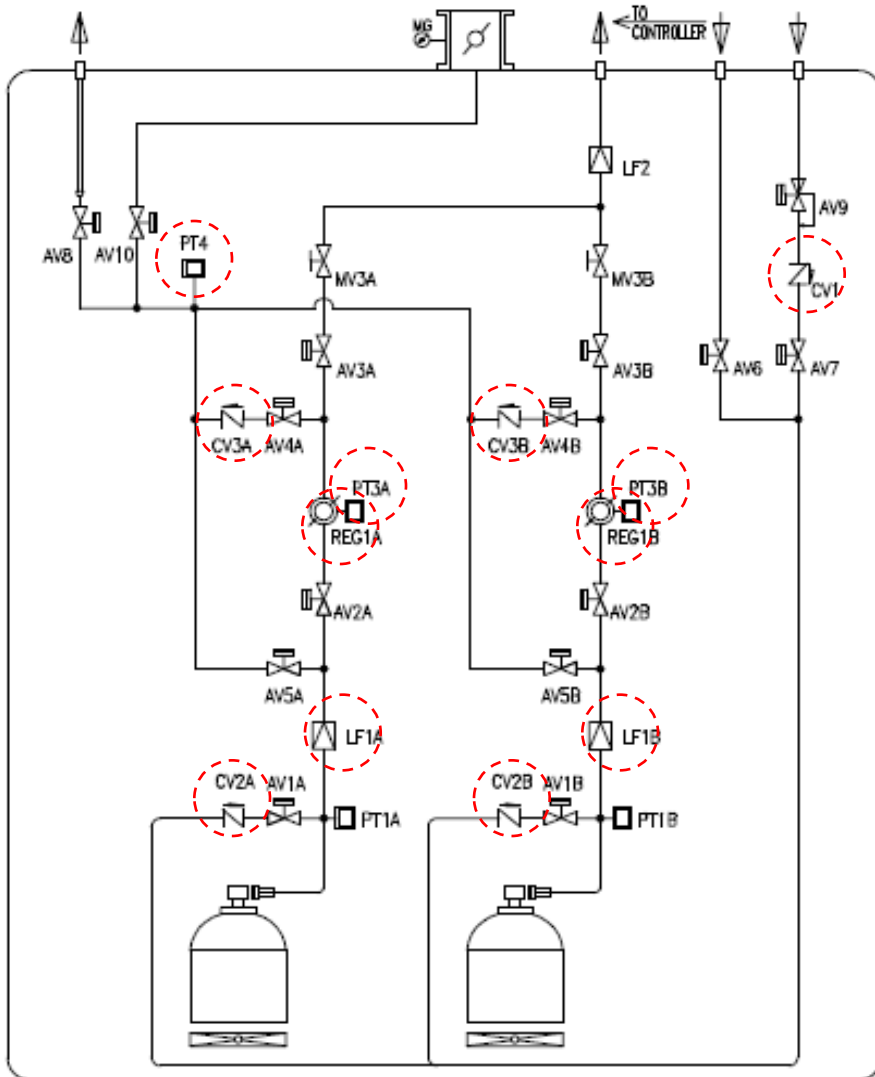 MG
TO
CONTROLLER
LF2
AV9
AV8
AV10
PT4
MV3A
MV3B
CV1
AV3A
AV3B
AV6
AV7
CV3A
AV4A
CV3B
AV4B
PT3A
PT3B
REG1A
REG1B
AV2A
AV2B
AV5A
AV5B
LF1A
LF1B
CV2A
AV1A
CV2B
AV1B
PT1A
PT1B